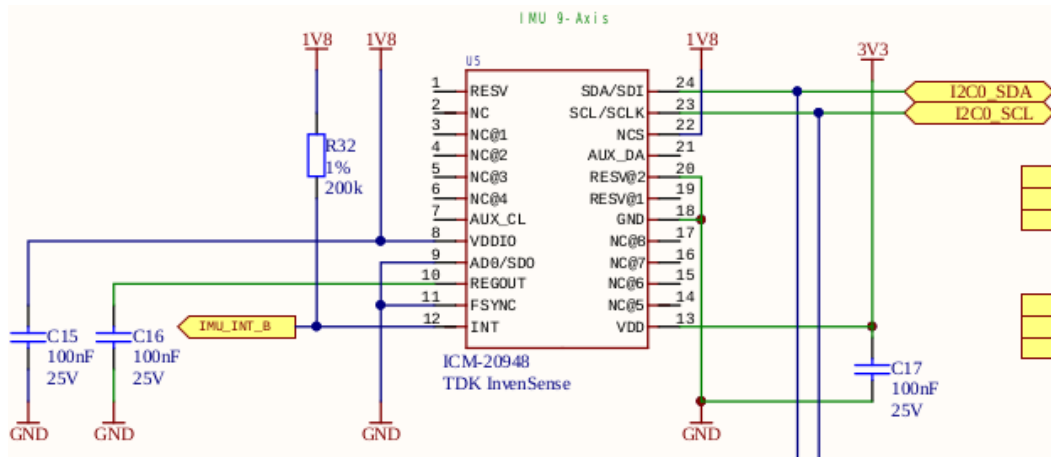 IMU 9-Axis
1V8
1V8
1V8
3V3
U5
1
RESV
2
NC
3
NC@1
4
NC@2
5
NC@3
6
NC@4
7
AUX_CL
8
VDDIO
9
AD0/SDO
10
REGOUT
11
FSYNC
12
INT
SDA/SDI
24
SCL/SCLK
23
NCS
22
AUX_DA
21
RESV@2
20
RESV@1
19
GND
18
NC@8
17
NC@7
16
NC@6
15
NC@5
14
VDD
13
I2C0_SDA
I2C0_SCL
R32
1%
200k
IMU_INT_B
C15
100nF
25V
C16
100nF
25V
ICM-20948
TDK InvenSense
C17
100nF
25V
GND
GND
GND
GND